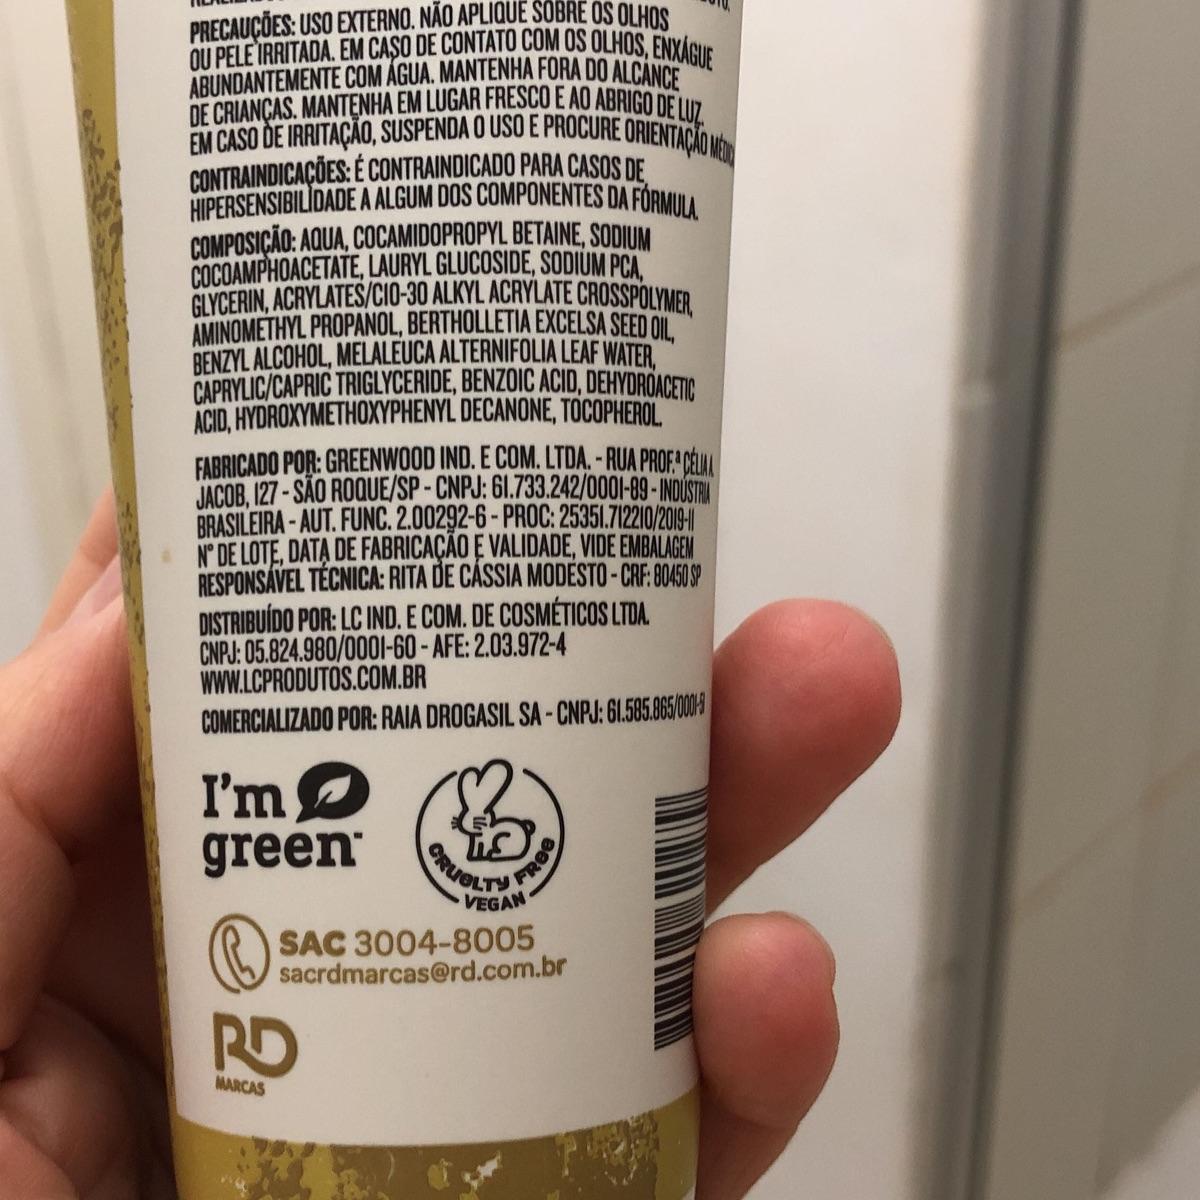 PRECAUÇÕES: USO EXTERNO. NÃO APLIQUE SOBRE OS OLHOS
OU PELE IRRITADA. EM CASO DE CONTATO COM OS OLHOS, ENXÁGUE
ABUNDANTEMENTE COM ÁGUA. MANTENHA FORA DO ALCANCE
DE CRIANÇAS. MANTENHA EM LUGAR FRESCO E AO ABRIGO DE LUZ.
EM CASO DE IRRITAÇÃO, SUSPENDA O USO E PROCURE ORIENTAÇÃO
CONTRAINDICAÇÕES: É CONTRAINDICADO PARA CASOS DE
HIPERSENSIBILIDADE A ALGUM DOS COMPONENTES DA FÓRMULA.
COMPOSIÇÃO: AQUA, COCAMIDOPROPYL BETAINE, SODIUM
COCOAMPHOACETATE, LAURYL GLUCOSIDE, SODIUM PCA,
GLYCERIN, ACRYLATES/C10-30 ALKYL ACRYLATE CROSSPOLYMER,
AMINOMETHYL PROPANOL, BERTHOLLETIA EXCELSA SEED OIL,
BENZYL ALCOHOL, MELALEUCA ALTERNIFOLIA LEAF WATER,
CAPRYLIC/CAPRIC TRIGLYCERIDE, BENZOIC ACID, DEHYDROACETIC
ACID, HYDROXYMETHOXYPHENYL DECANONE, TOCOPHEROL.
FABRICADO POR: GREENWOOD IND. E COM. LTDA. - RUA PROF.ª CÉLIA A.
JACOB, 127 - SÃO ROQUE/SP - CNPJ: 61.733.242/0001-89 - INDÚSTRIA
BRASILEIRA - AUT. FUNC. 2.00292-6 - PROC: 25351.712210/2019-11
N° DE LOTE, DATA DE FABRICAÇÃO E VALIDADE, VIDE EMBALAGEM
RESPONSÁVEL TÉCNICA: RITA DE CÁSSIA MODESTO - CRF: 80450 SP
DISTRIBUÍDO POR: LC IND. E COM. DE COSMÉTICOS LTDA.
CNPJ: 05.824.980/0001-60 - AFE: 2.03.972-4
WWW.LCPRODUTOS.COM.BR
COMERCIALIZADO POR: RAIA DROGASIL SA - CNPJ: 61.585.865/0001-51
I'm
green™
CRUELTY FREE
VEGAN
SAC 3004-8005
sacrdmarcas@rd.com.br
RD
MARCAS